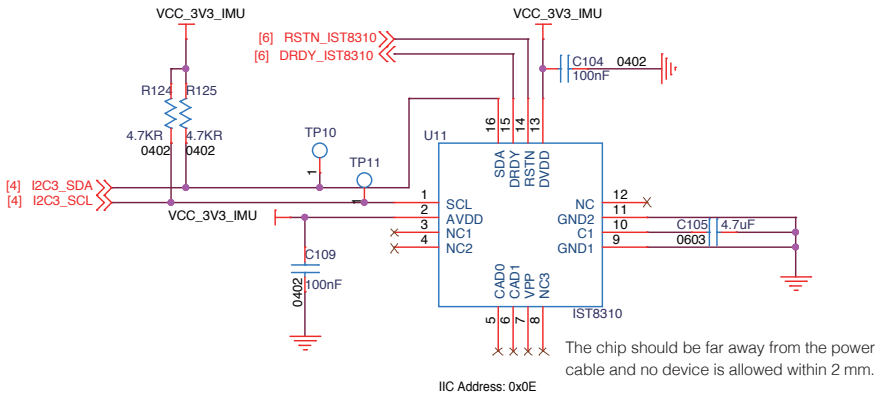 VCC_3V3_IMU
VCC_3V3_IMU
[6] RSTN_IST8310
[6] DRDY_IST8310
C104 0402
100nF
R124 R125
4.7KR 4.7KR
0402 0402
TP10
1
TP11
1
U11
16 15 14 13
SDA DRDY RSTN DVDD
[4] I2C3_SDA
[4] I2C3_SCL
VCC_3V3_IMU
1 SCL
2 AVDD
3 NC1
4 NC2
NC 12
GND2 11
C1 10
GND1 9
C105 4.7uF
0603
C109
100nF
0402
CAD0 CAD1 VPP NC3
5 6 7 8
IST8310
The chip should be far away from the power
cable and no device is allowed within 2 mm.
IIC Address: 0x0E